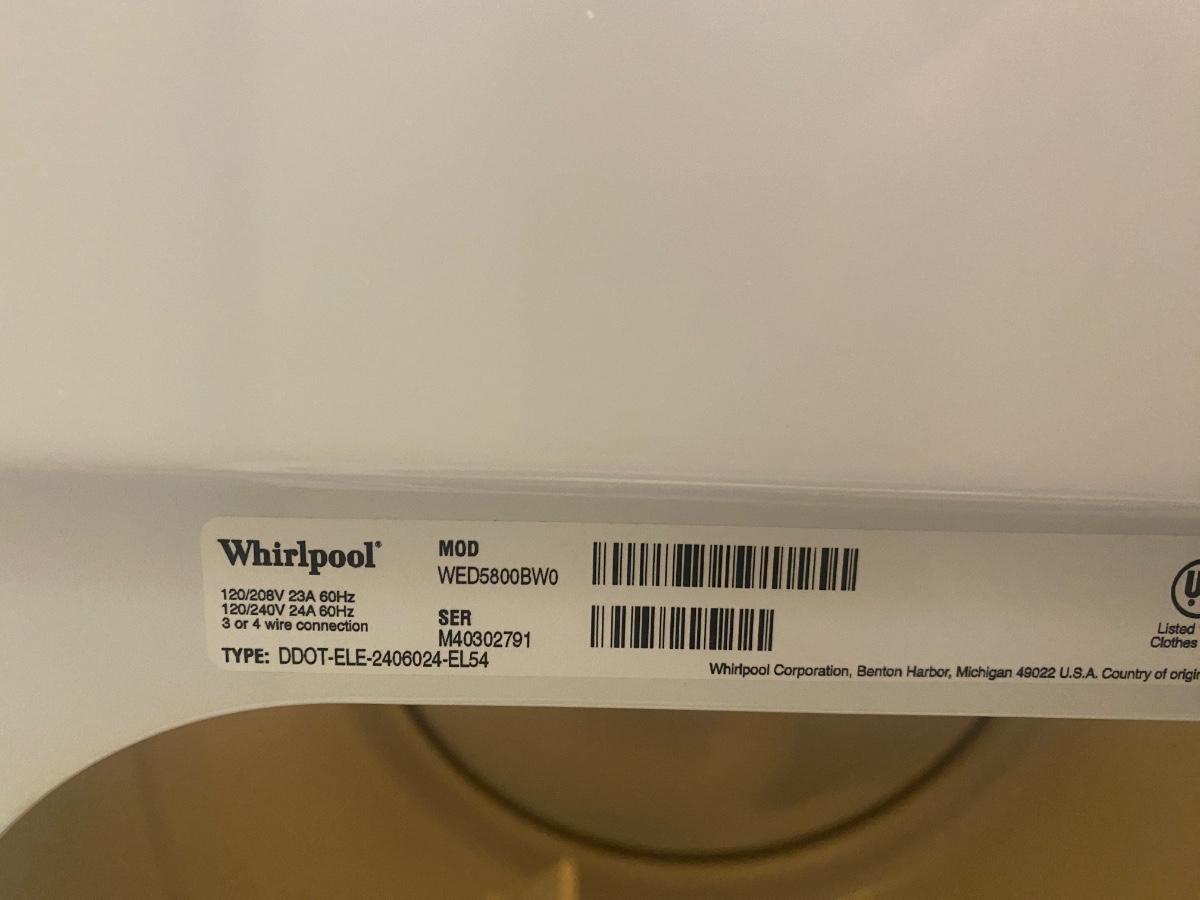 Whirlpool®
120/208V 23A 60Hz
120/240V 24A 60Hz
3 or 4 wire connection
TYPE: DDOT-ELE-2406024-EL54
MOD
WED5800BW0
SER
M40302791
Whirlpool Corporation, Benton Harbor, Michigan 49022 U.S.A. Country of
Listed
Clothes